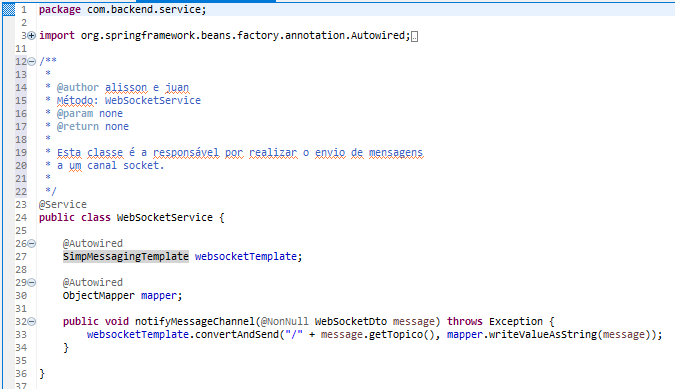 1 package com.backend.service;
2
3 import org.springframework.beans.factory.annotation.Autowired;
11
12 /**
13  *
14  * @author alisson e juan
15  * Método: WebSocketService
16  * @param none
17  * @return none
18  *
19  * Esta classe é a responsável por realizar o envio de mensagens
20  * a um canal socket.
21  *
22  */
23 @Service
24 public class WebSocketService {
25
26     @Autowired
27     SimpMessagingTemplate websocketTemplate;
28
29     @Autowired
30     ObjectMapper mapper;
31
32     public void notifyMessageChannel(@NonNull WebSocketDto message) throws Exception {
33         websocketTemplate.convertAndSend("/" + message.getTopico(), mapper.writeValueAsString(message));
34     }
35
36 }
37